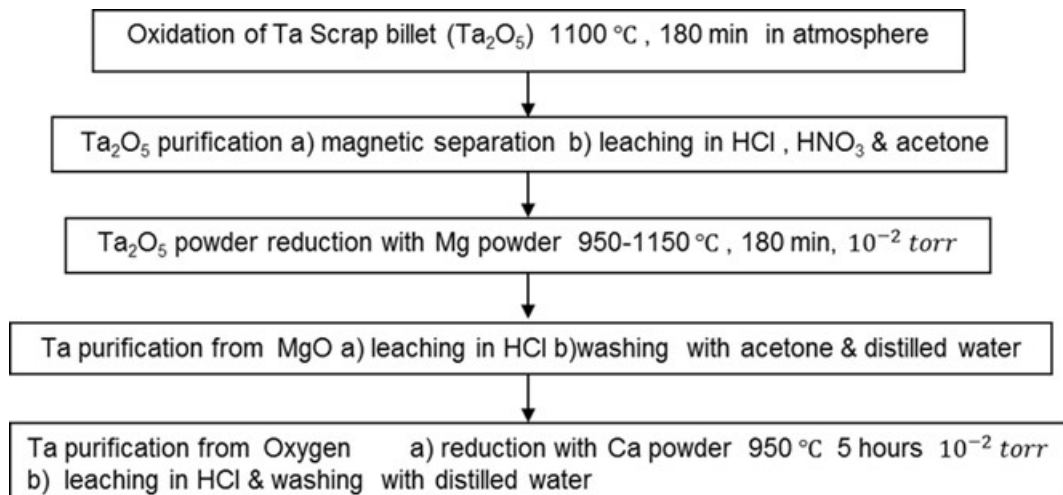 Oxidation of Ta Scrap billet (Ta₂O₅) 1100 °C , 180 min in atmosphere
Ta₂O₅ purification a) magnetic separation b) leaching in HCl , HNO₃ & acetone
Ta₂O₅ powder reduction with Mg powder 950-1150 °C , 180 min, 10⁻² torr
Ta purification from MgO a) leaching in HCl b)washing with acetone & distilled water
Ta purification from Oxygen a) reduction with Ca powder 950 °C 5 hours 10⁻² torr
b) leaching in HCl & washing with distilled water